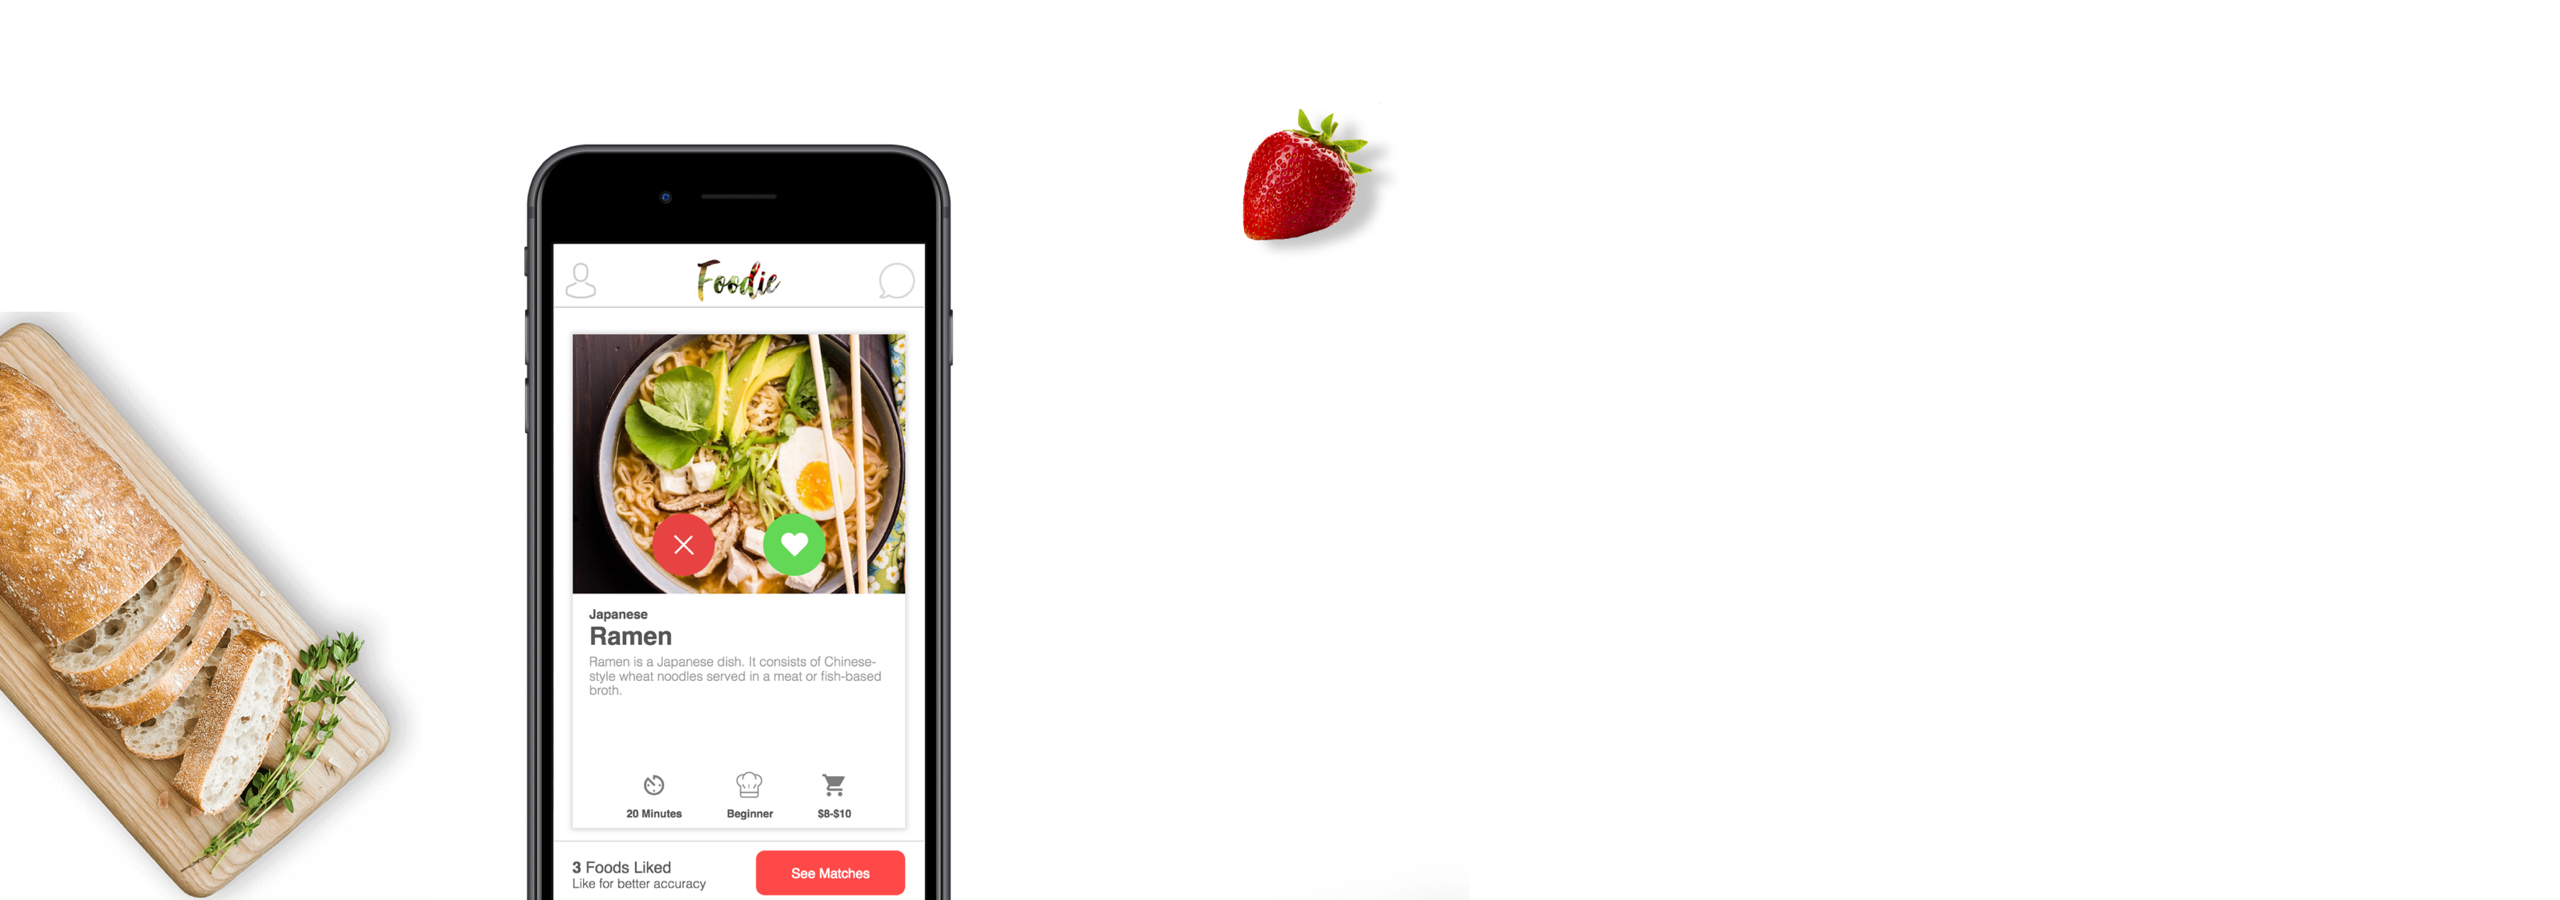 Foodie
Japanese
Ramen
Ramen is a Japanese dish. It consists of Chinese-
style wheat noodles served in a meat or fish-based
broth.
20 Minutes
Beginner
$8-$10
3 Foods Liked
Like for better accuracy
See Matches